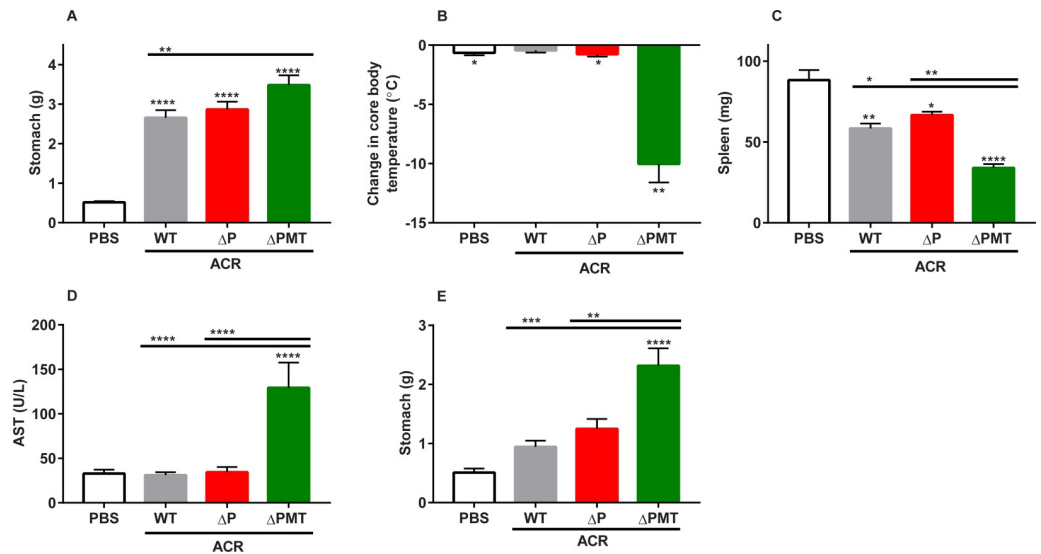 A
Stomach (g)
4
3
2
1
0
**
****
****
****
PBS
WT
ΔP
ΔPMT
ACR
B
Change in core body
temperature (°C)
0
-5
-10
-15
*
*
**
PBS
WT
ΔP
ΔPMT
ACR
C
Spleen (mg)
100
50
0
*
**
**
*
****
PBS
WT
ΔP
ΔPMT
ACR
D
AST (U/L)
200
150
100
50
0
****
****
****
PBS
WT
ΔP
ΔPMT
ACR
E
Stomach (g)
3
2
1
0
***
**
****
PBS
WT
ΔP
ΔPMT
ACR